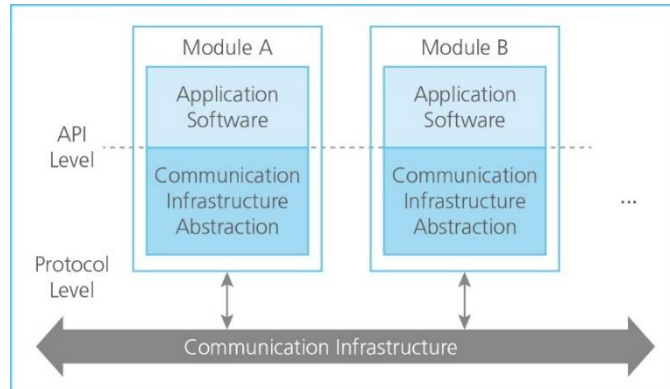 Module A
Module B
Application
Software
Application
Software
API
Level
Communication
Infrastructure
Abstraction
Communication
Infrastructure
Abstraction
...
Protocol
Level
Communication Infrastructure